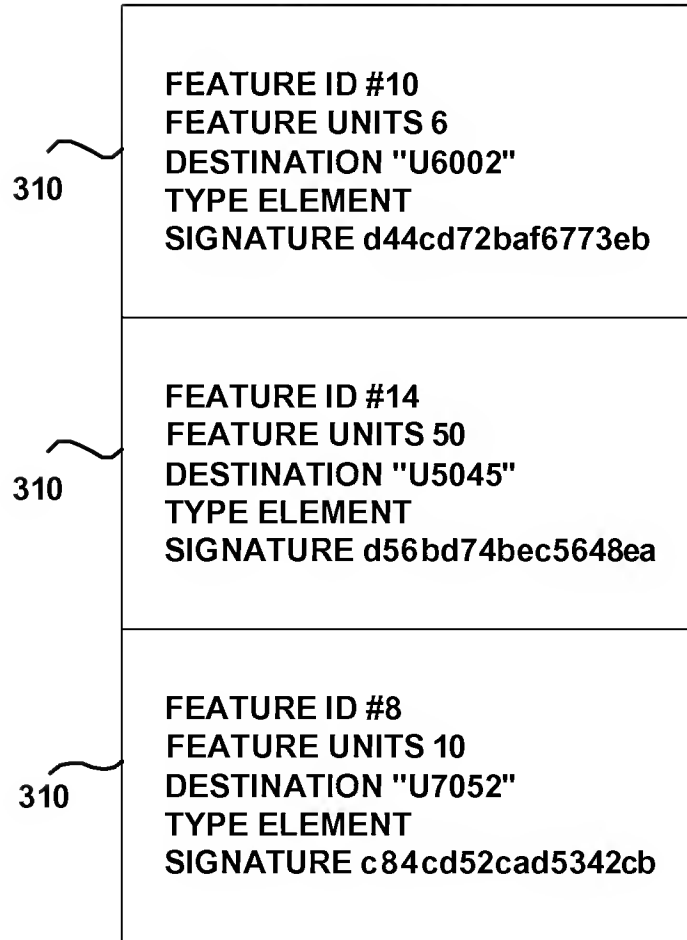 FEATURE ID #10
FEATURE UNITS 6
DESTINATION "U6002"
TYPE ELEMENT
SIGNATURE d44cd72baf6773eb
310
FEATURE ID #14
FEATURE UNITS 50
DESTINATION "U5045"
TYPE ELEMENT
SIGNATURE d56bd74bec5648ea
310
FEATURE ID #8
FEATURE UNITS 10
DESTINATION "U7052"
TYPE ELEMENT
SIGNATURE c84cd52cad5342cb
310